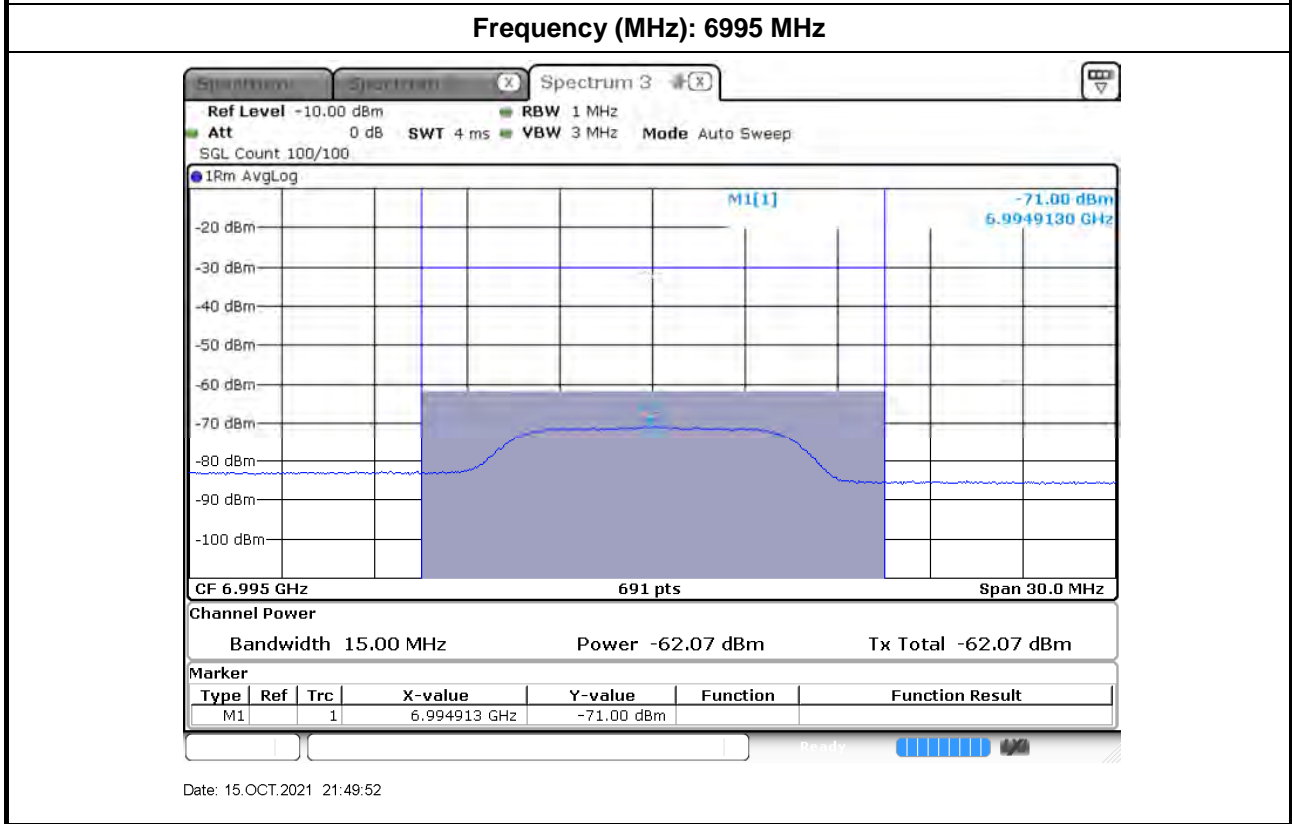 Frequency (MHz): 6995 MHz
Spectrum 3
Ref Level -10.00 dBm RBW 1 MHz
Att 0 dB SWT 4 ms VBW 3 MHz Mode Auto Sweep
SGL Count 100/100
1Rm AvgLog
M1[1] -71.00 dBm
6.9949130 GHz
-20 dBm
-30 dBm
-40 dBm
-50 dBm
-60 dBm
-70 dBm
-80 dBm
-90 dBm
-100 dBm
CF 6.995 GHz 691 pts Span 30.0 MHz
Channel Power
Bandwidth 15.00 MHz Power -62.07 dBm Tx Total -62.07 dBm
Marker
Type Ref Trc X-value Y-value Function Function Result
M1 1 6.994913 GHz -71.00 dBm
Ready
Date: 15.OCT.2021 21:49:52